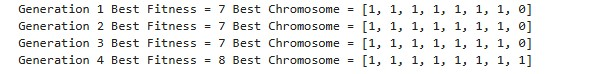 Generation 1 Best Fitness = 7 Best Chromosome = [1, 1, 1, 1, 1, 1, 1, 0]
Generation 2 Best Fitness = 7 Best Chromosome = [1, 1, 1, 1, 1, 1, 1, 0]
Generation 3 Best Fitness = 7 Best Chromosome = [1, 1, 1, 1, 1, 1, 1, 0]
Generation 4 Best Fitness = 8 Best Chromosome = [1, 1, 1, 1, 1, 1, 1, 1]